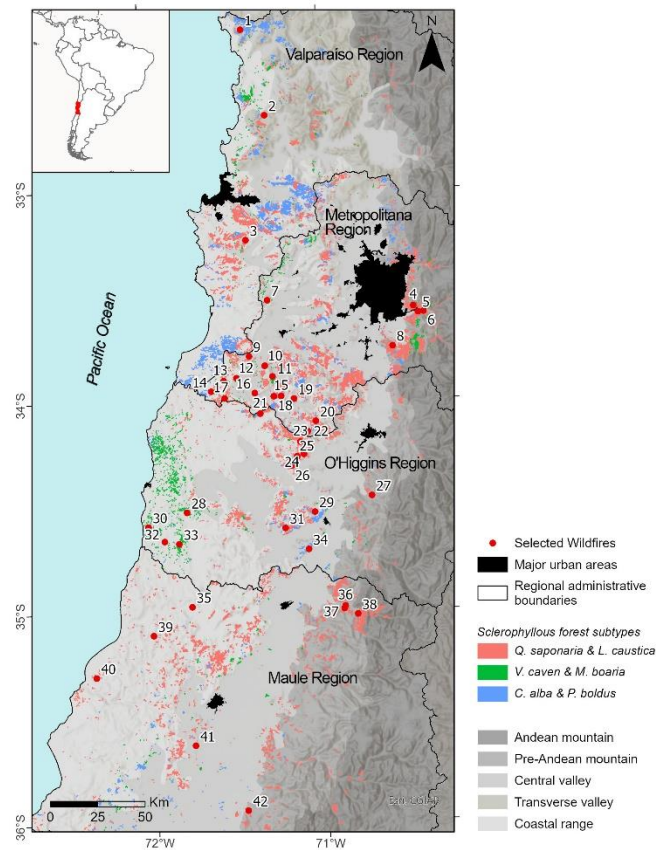 N
Valparaíso Region
Metropolitana
Region
O'Higgins Region
Maule Region
Pacific Ocean
1
2
3
4
5
6
7
8
9
10
11
12
13
14
15
16
17
18
19
20
21
22
23
24
25
26
27
28
29
30
31
32
33
34
35
36
37
38
39
40
41
42
33°S
34°S
35°S
36°S
72°W
71°W
0 25 50
Km
Selected Wildfires
Major urban areas
Regional administrative
boundaries
Sclerophyllous forest subtypes
Q. saponaria & L. caustica
V. caven & M. boaria
C. alba & P. boldus
Andean mountain
Pre-Andean mountain
Central valley
Transverse valley
Coastal range